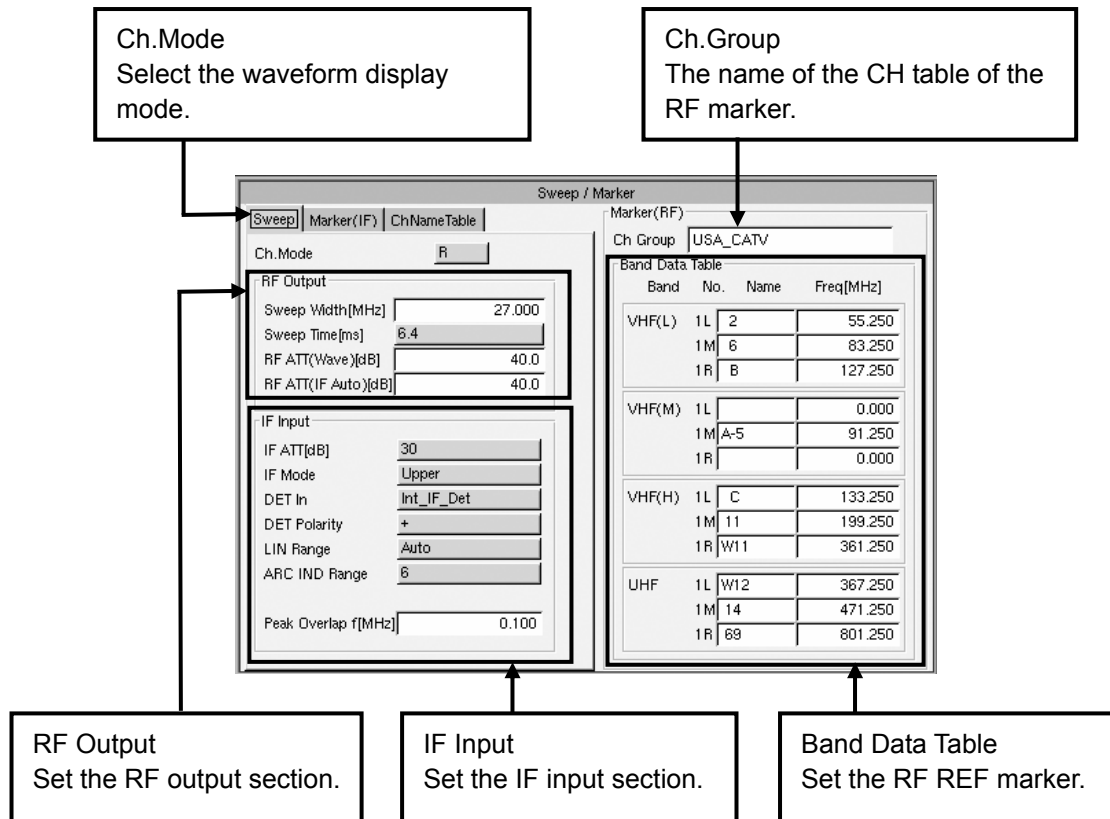 Ch.Mode
Select the waveform display
mode.
Ch.Group
The name of the CH table of the
RF marker.
Sweep / Marker
Sweep Marker(IF) ChNameTable
Ch.Mode R
RF Output
Sweep Width[MHz] 27.000
Sweep Time[ms] 6.4
RF ATT(Wave)[dB] 40.0
RF ATT(IF Auto)[dB] 40.0
IF Input
IF ATT[dB] 30
IF Mode Upper
DET In Int_IF_Det
DET Polarity +
LIN Range Auto
ARC IND Range 6
Peak Overlap f[MHz] 0.100
Marker(RF)
Ch Group USA_CATV
Band Data Table
Band No. Name Freq[MHz]
VHF(L) 1L 2 55.250
1M 6 83.250
1R B 127.250
VHF(M) 1L 0.000
1M A-5 91.250
1R 0.000
VHF(H) 1L C 133.250
1M 11 199.250
1R W11 361.250
UHF 1L W12 367.250
1M 14 471.250
1R 69 801.250
RF Output
Set the RF output section.
IF Input
Set the IF input section.
Band Data Table
Set the RF REF marker.